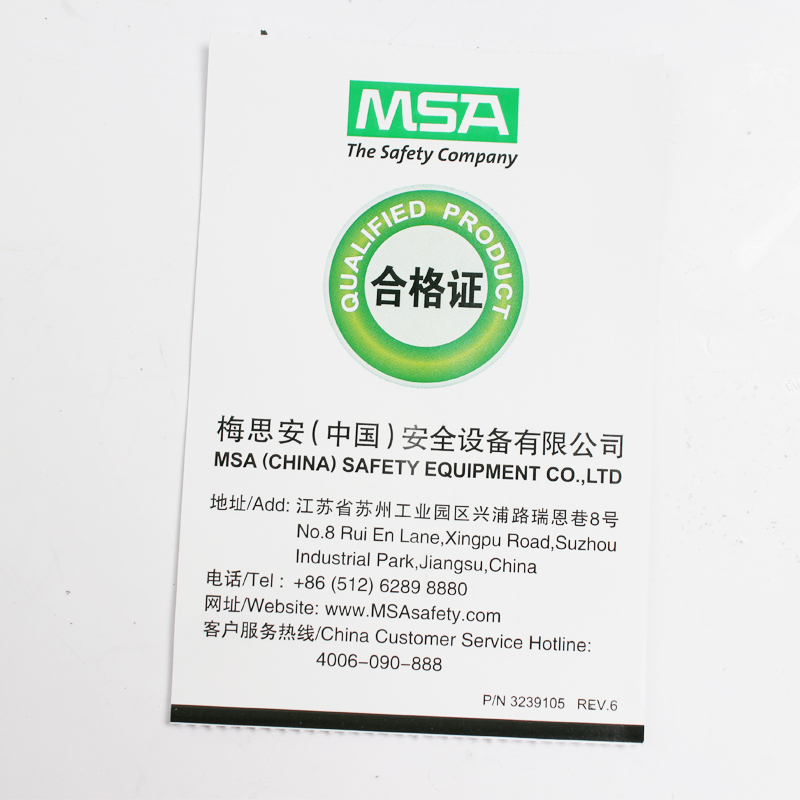 MSA
The Safety Company
QUALIFIED PRODUCT
合格证
梅思安(中国)安全设备有限公司
MSA (CHINA) SAFETY EQUIPMENT CO.,LTD
地址/Add: 江苏省苏州工业园区兴浦路瑞恩巷8号
No.8 Rui En Lane,Xingpu Road,Suzhou
Industrial Park,Jiangsu,China
电话/Tel : +86 (512) 6289 8880
网址/Website: www.MSAsafety.com
客户服务热线/China Customer Service Hotline:
4006–090–888
P/N 3239105 REV.6